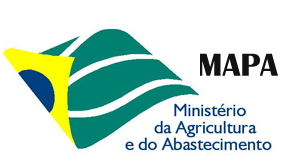 MAPA
Ministério
da Agricultura
e do Abastecimento